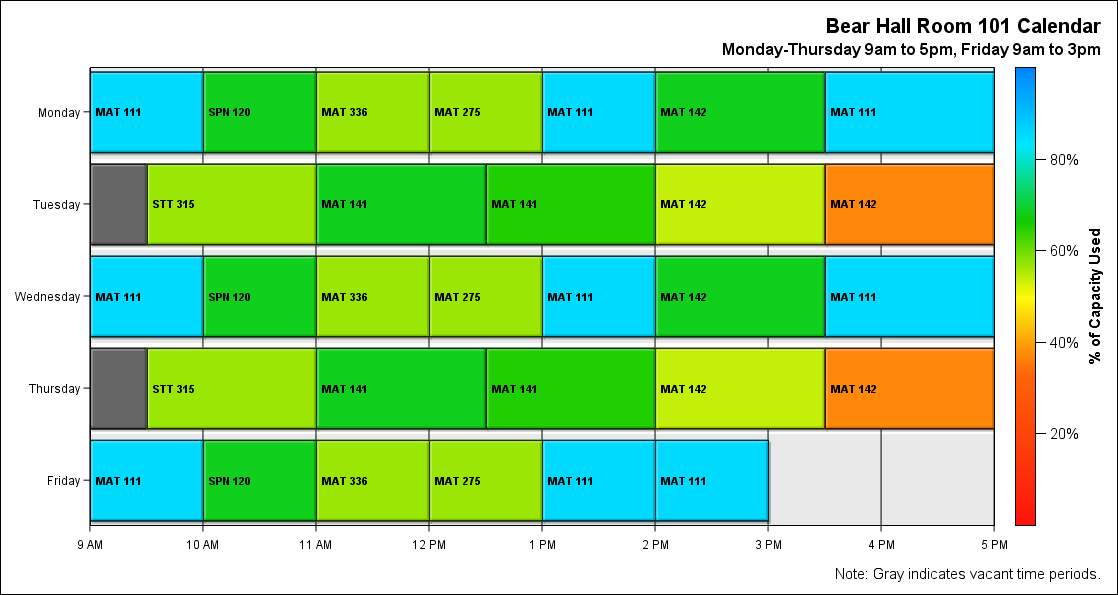 Bear Hall Room 101 Calendar
Monday-Thursday 9am to 5pm, Friday 9am to 3pm
Monday MAT 111 SPN 120 MAT 336 MAT 275 MAT 111 MAT 142 MAT 111
Tuesday STT 315 MAT 141 MAT 141 MAT 142 MAT 142
Wednesday MAT 111 SPN 120 MAT 336 MAT 275 MAT 111 MAT 142 MAT 111
Thursday STT 315 MAT 141 MAT 141 MAT 142 MAT 142
Friday MAT 111 SPN 120 MAT 336 MAT 275 MAT 111 MAT 111
9 AM 10 AM 11 AM 12 PM 1 PM 2 PM 3 PM 4 PM 5 PM
80%
60%
40%
20%
% of Capacity Used
Note: Gray indicates vacant time periods.